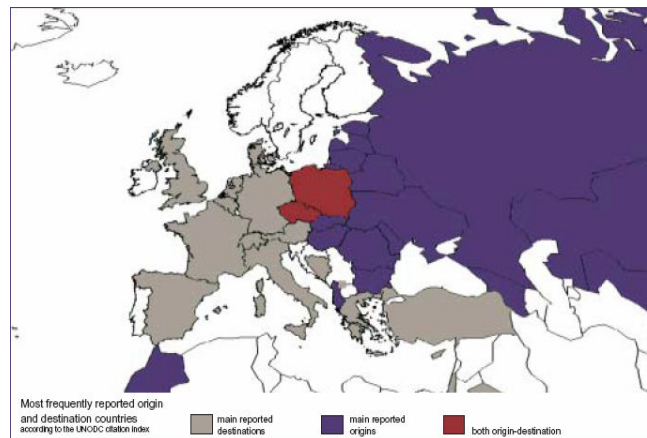 Most frequently reported origin
and destination countries
according to the UNODC citation index
main reported
destinations
main reported
origins
both origin-destination